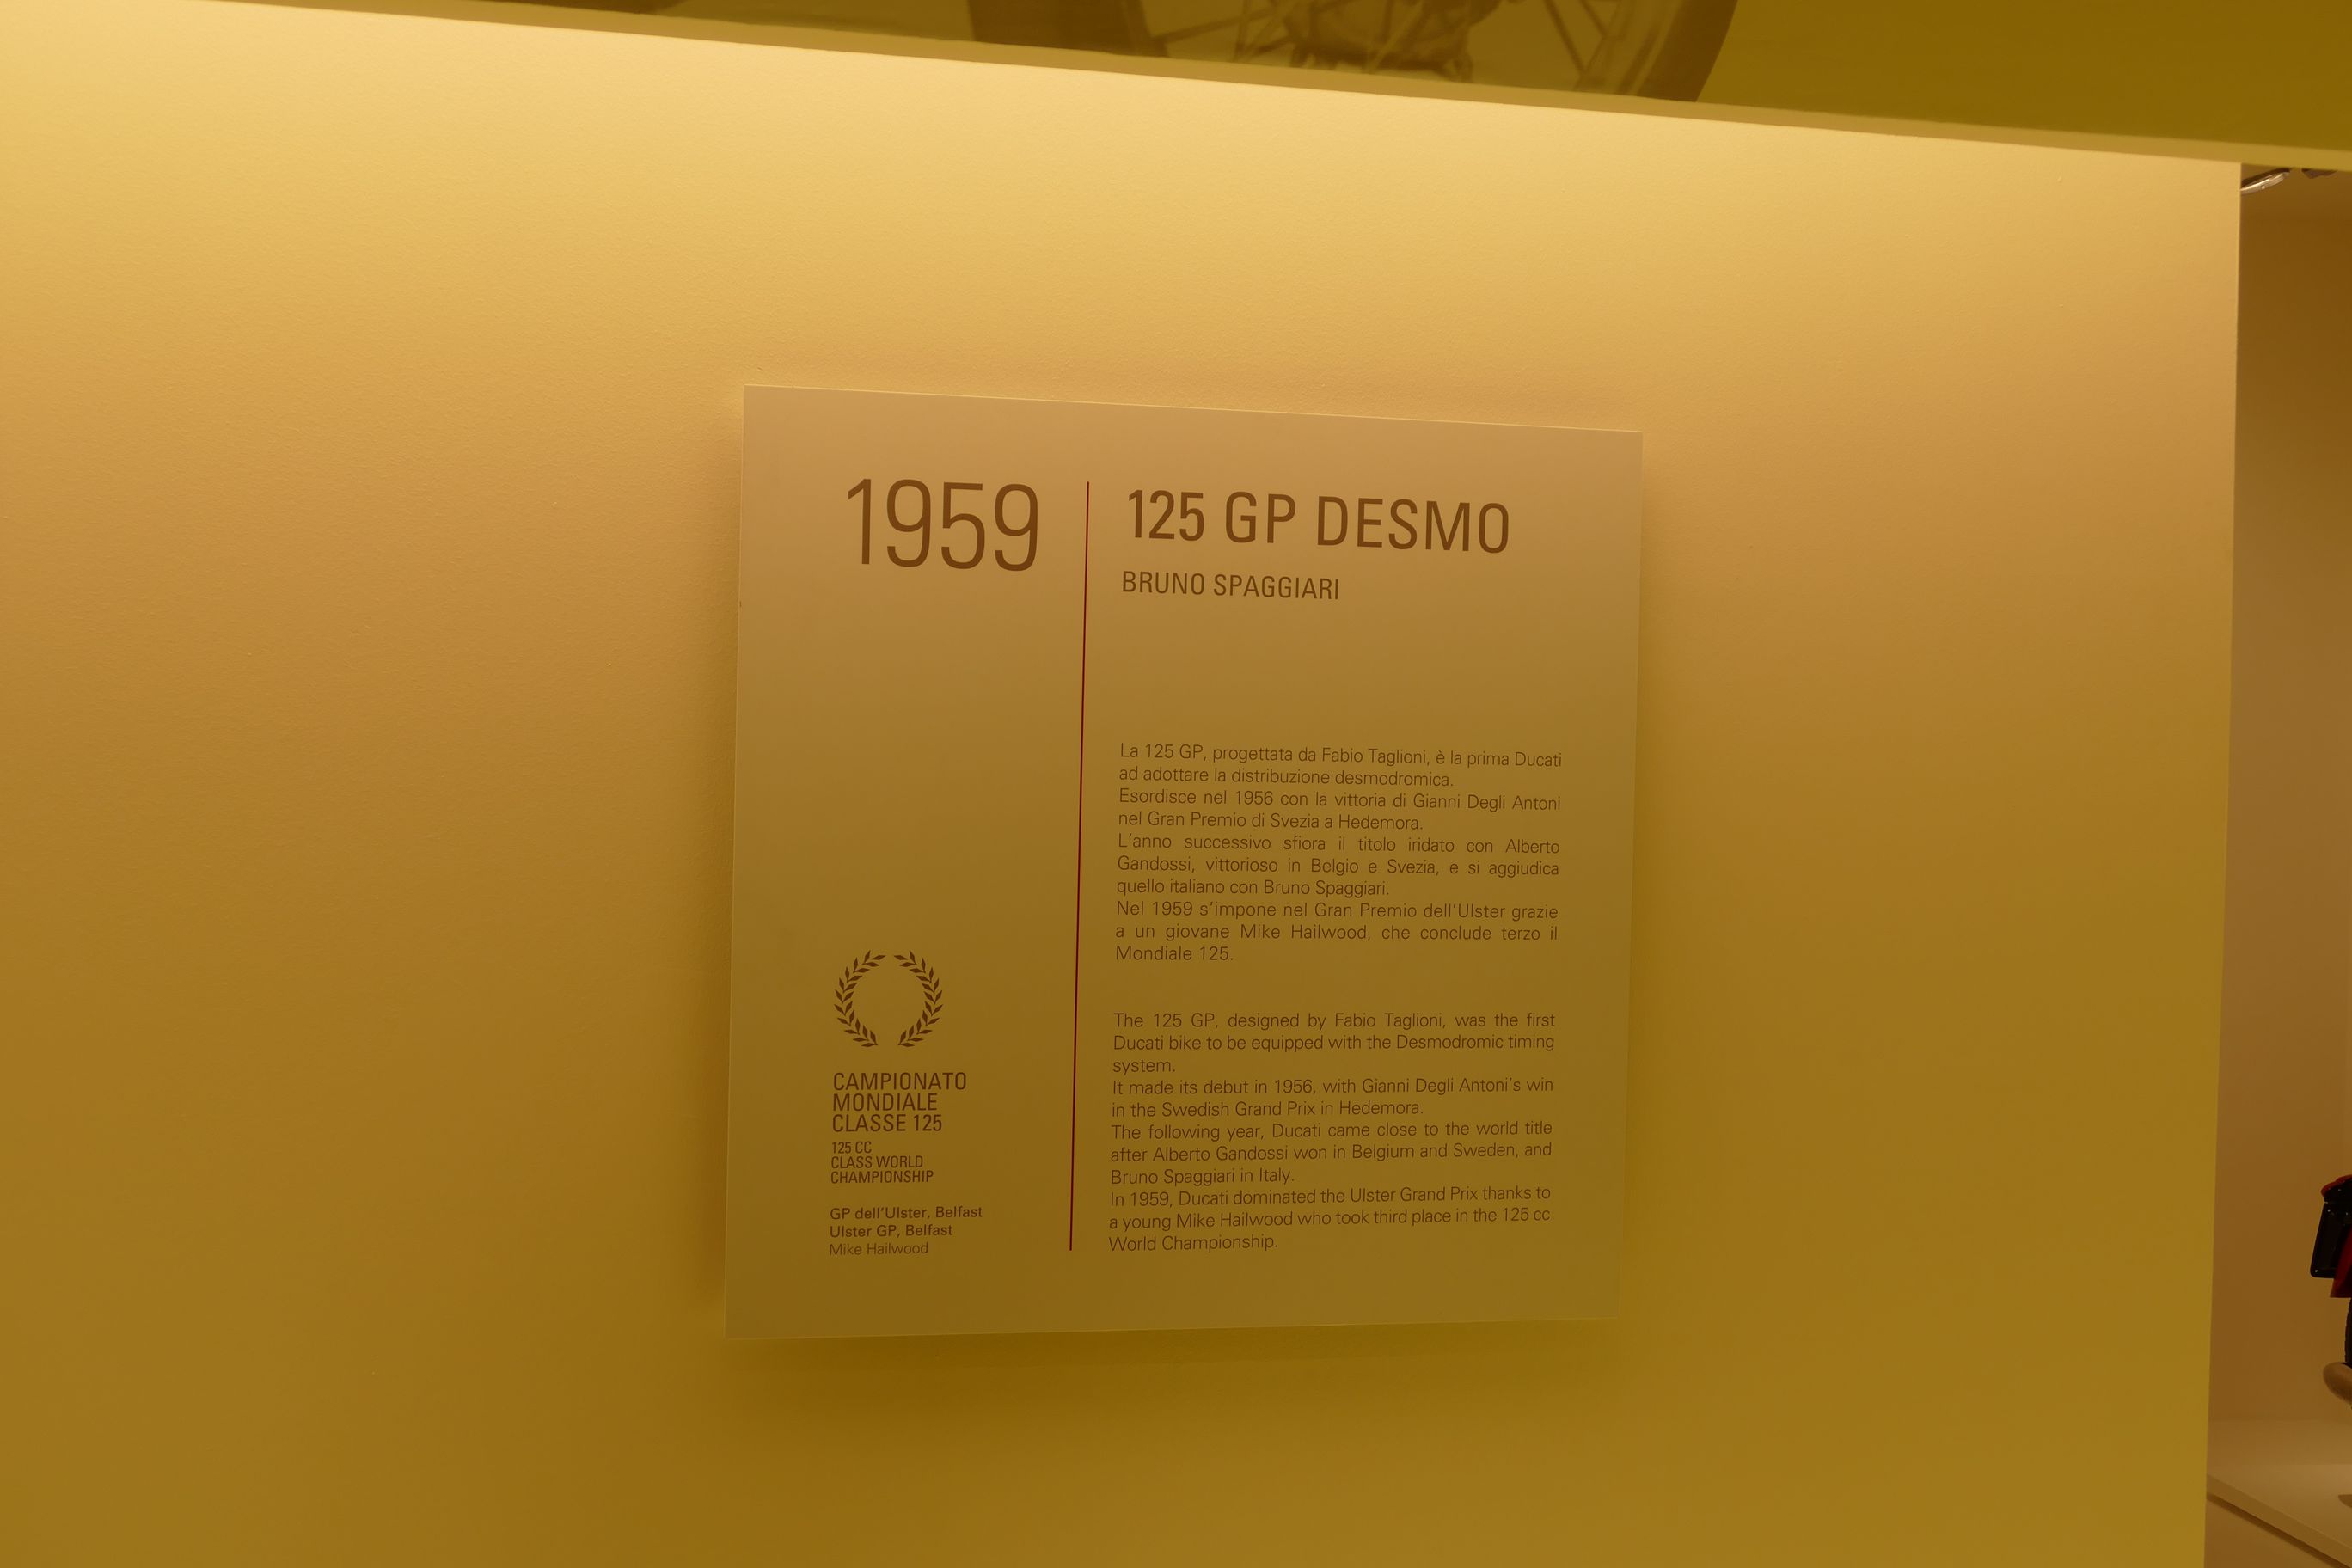 1959
125 GP DESMO
BRUNO SPAGGIARI
La 125 GP, progettata da Fabio Taglioni, è la prima Ducati
ad adottare la distribuzione desmodromica.
Esordisce nel 1956 con la vittoria di Gianni Degli Antoni
nel Gran Premio di Svezia a Hedemora.
L'anno successivo sfiora il titolo iridato con Alberto
Gandossi, vittorioso in Belgio e Svezia, e si aggiudica
quello italiano con Bruno Spaggiari.
Nel 1959 s'impone nel Gran Premio dell'Ulster grazie
a un giovane Mike Hailwood, che conclude terzo il
Mondiale 125.
The 125 GP, designed by Fabio Taglioni, was the first
Ducati bike to be equipped with the Desmodromic timing
system.
It made its debut in 1956, with Gianni Degli Antoni's win
in the Swedish Grand Prix in Hedemora.
The following year, Ducati came close to the world title
after Alberto Gandossi won in Belgium and Sweden, and
Bruno Spaggiari in Italy.
In 1959, Ducati dominated the Ulster Grand Prix thanks to
a young Mike Hailwood who took third place in the 125 cc
World Championship.
CAMPIONATO
MONDIALE
CLASSE 125
125 CC
CLASS WORLD
CHAMPIONSHIP
GP dell'Ulster, Belfast
Ulster GP, Belfast
Mike Hailwood